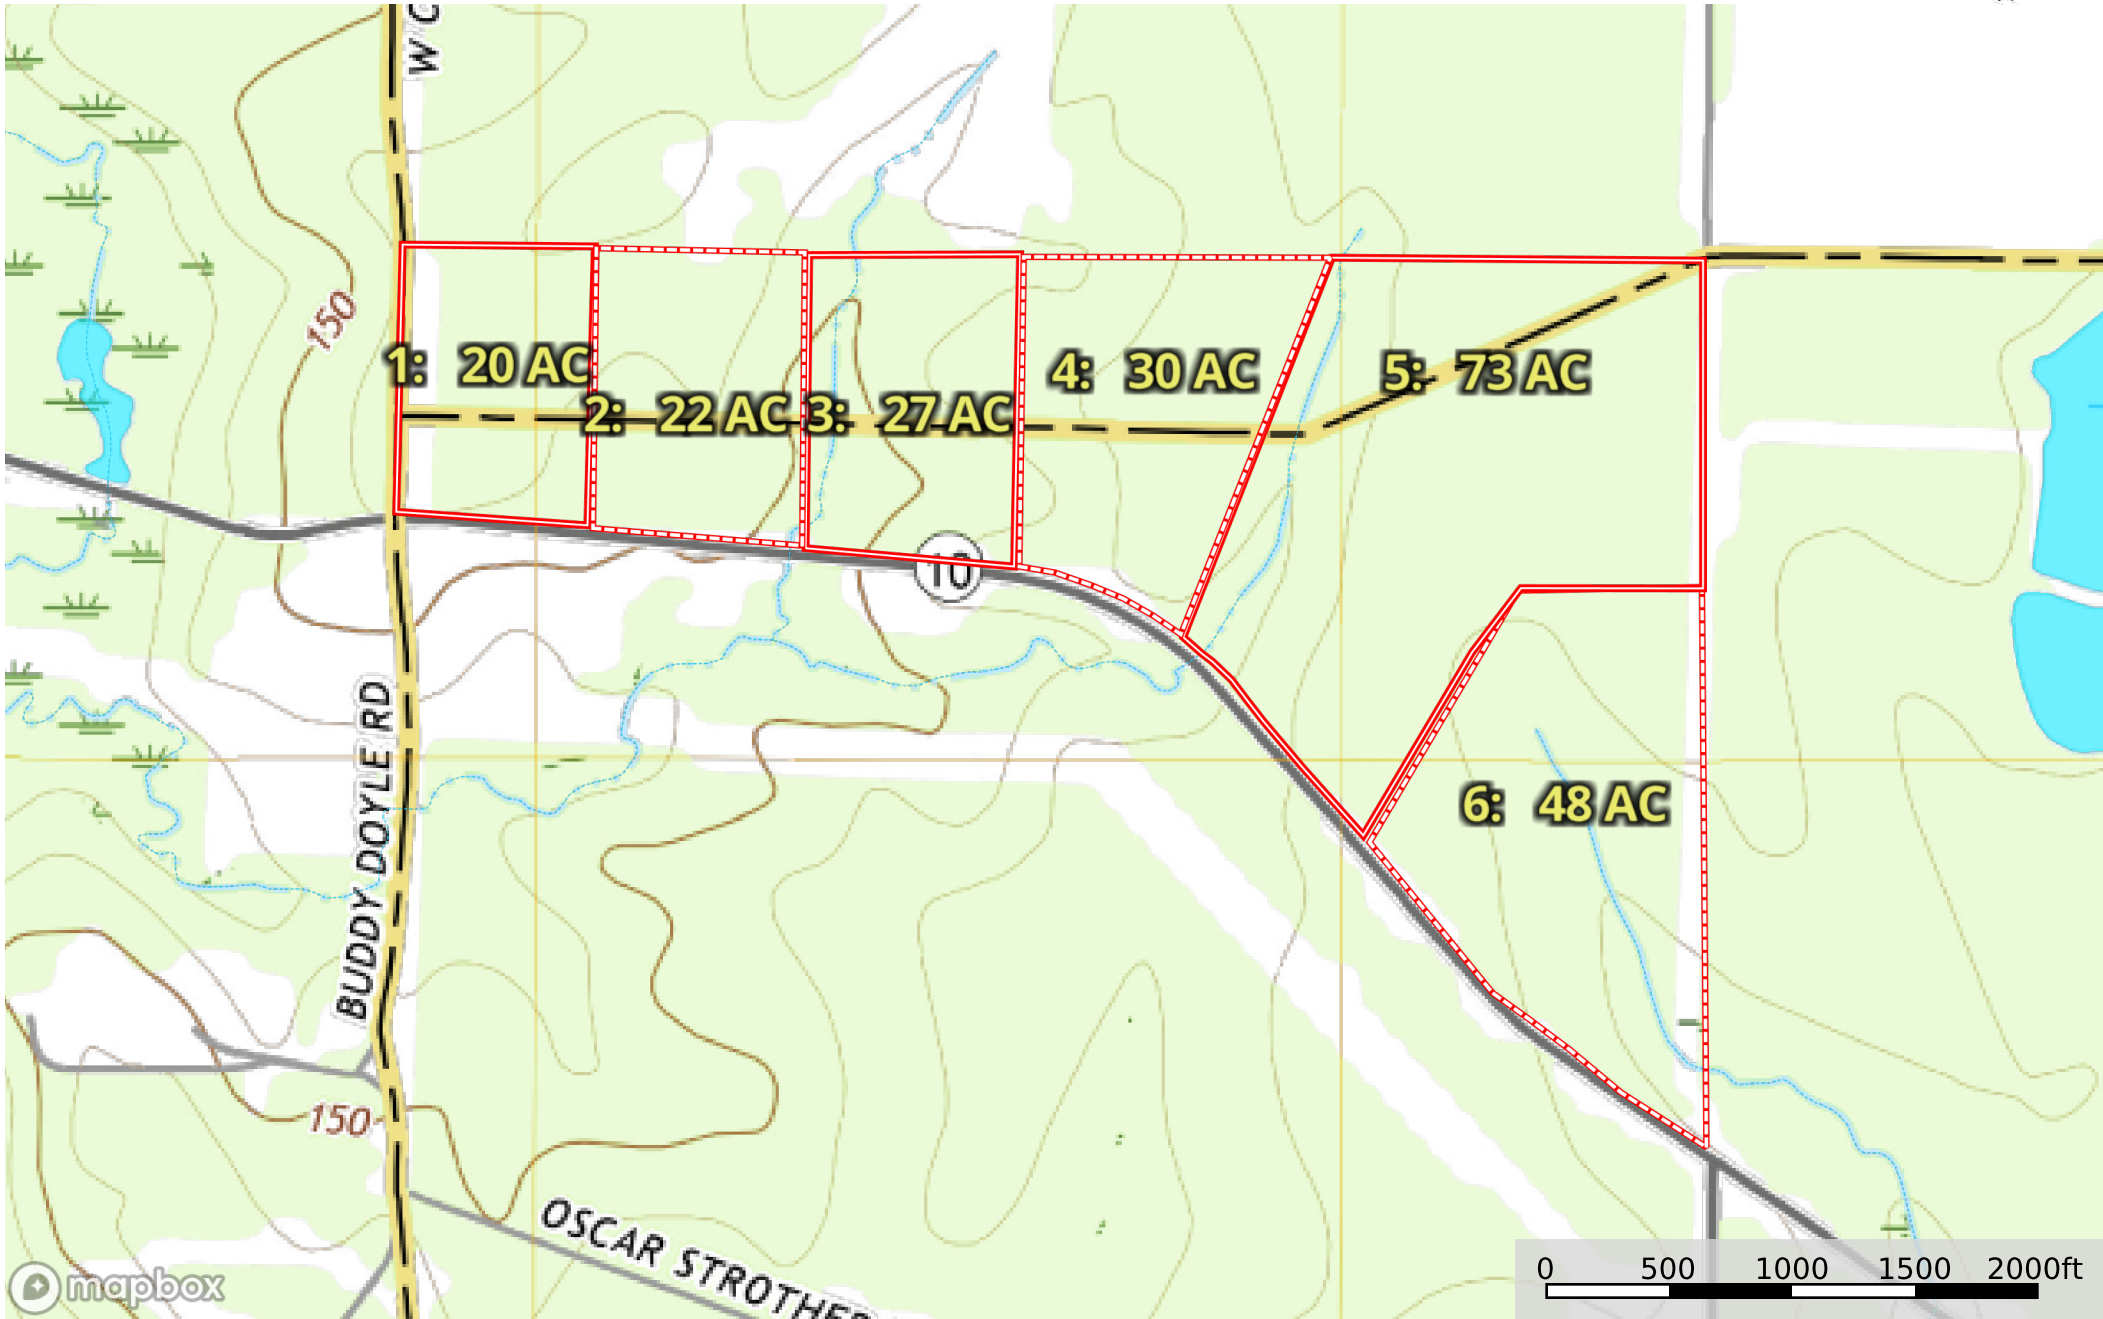 W G
150
1: 20 AC
2: 22 AC
3: 27 AC
4: 30 AC
5: 73 AC
10
BUDDY DOYLE RD
6: 48 AC
150
OSCAR STROTHER
0 500 1000 1500 2000ft
mapbox